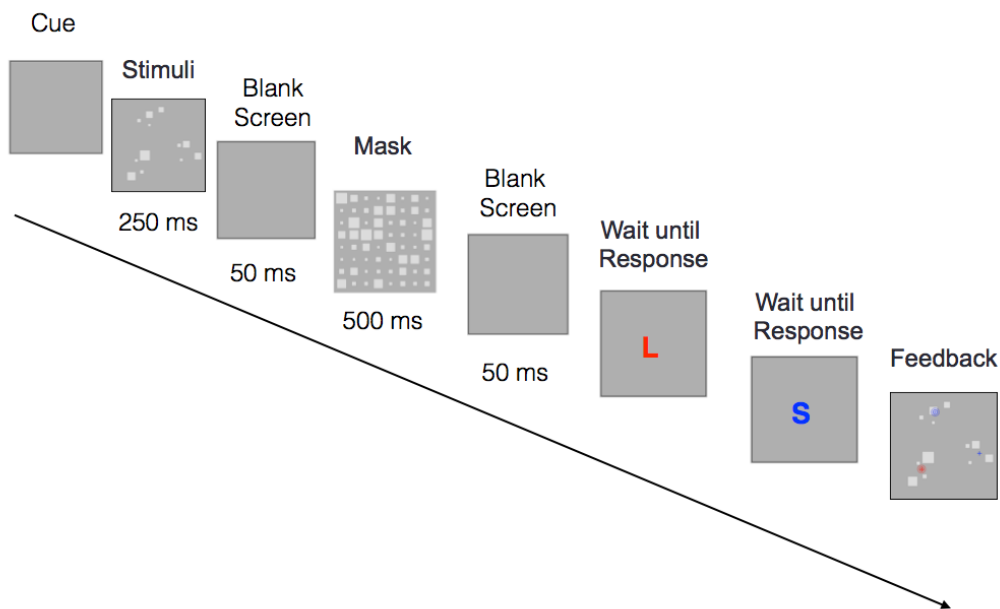 Cue
Stimuli
250 ms
Blank
Screen
50 ms
Mask
500 ms
Blank
Screen
50 ms
Wait until
Response
L
Wait until
Response
S
Feedback